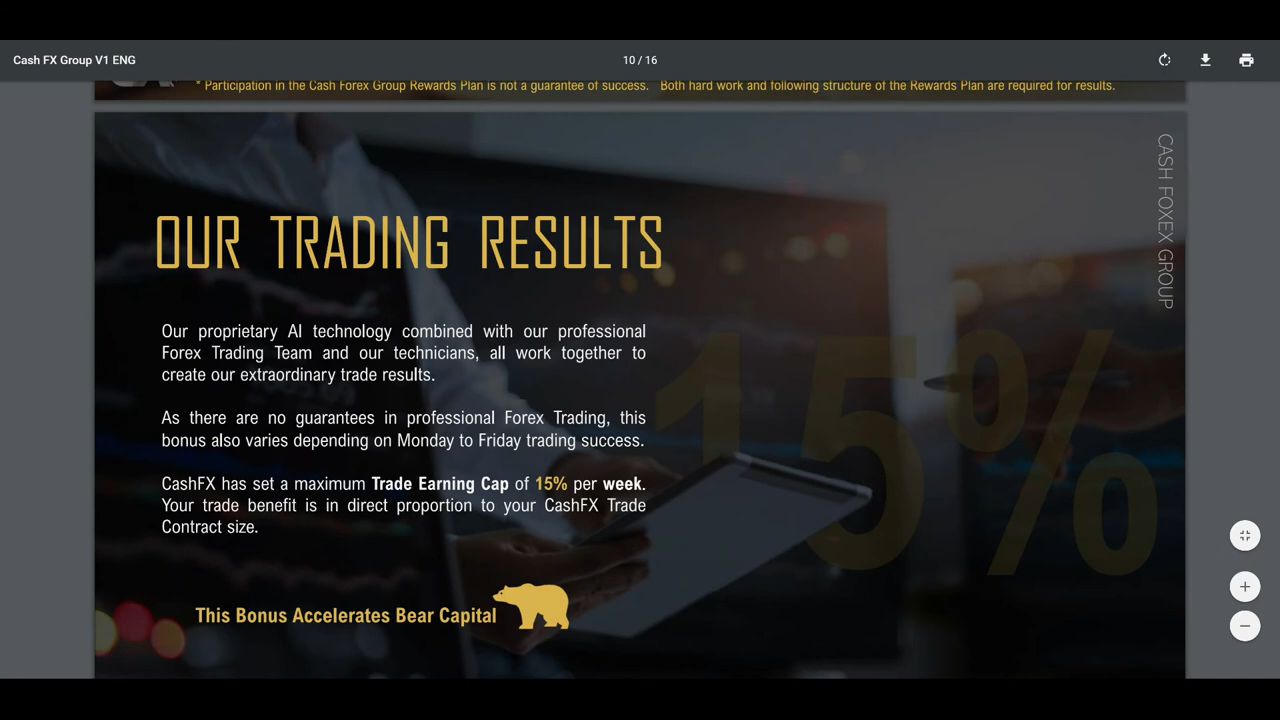 Cash FX Group V1 ENG
10 / 16
* Participation in the Cash Forex Group Rewards Plan is not a guarantee of success. Both hard work and following structure of the Rewards Plan are required for results.
CASH FOXEX GROUP
OUR TRADING RESULTS
Our proprietary AI technology combined with our professional
Forex Trading Team and our technicians, all work together to
create our extraordinary trade results.
As there are no guarantees in professional Forex Trading, this
bonus also varies depending on Monday to Friday trading success.
CashFX has set a maximum Trade Earning Cap of 15% per week.
Your trade benefit is in direct proportion to your CashFX Trade
Contract size.
15%
This Bonus Accelerates Bear Capital